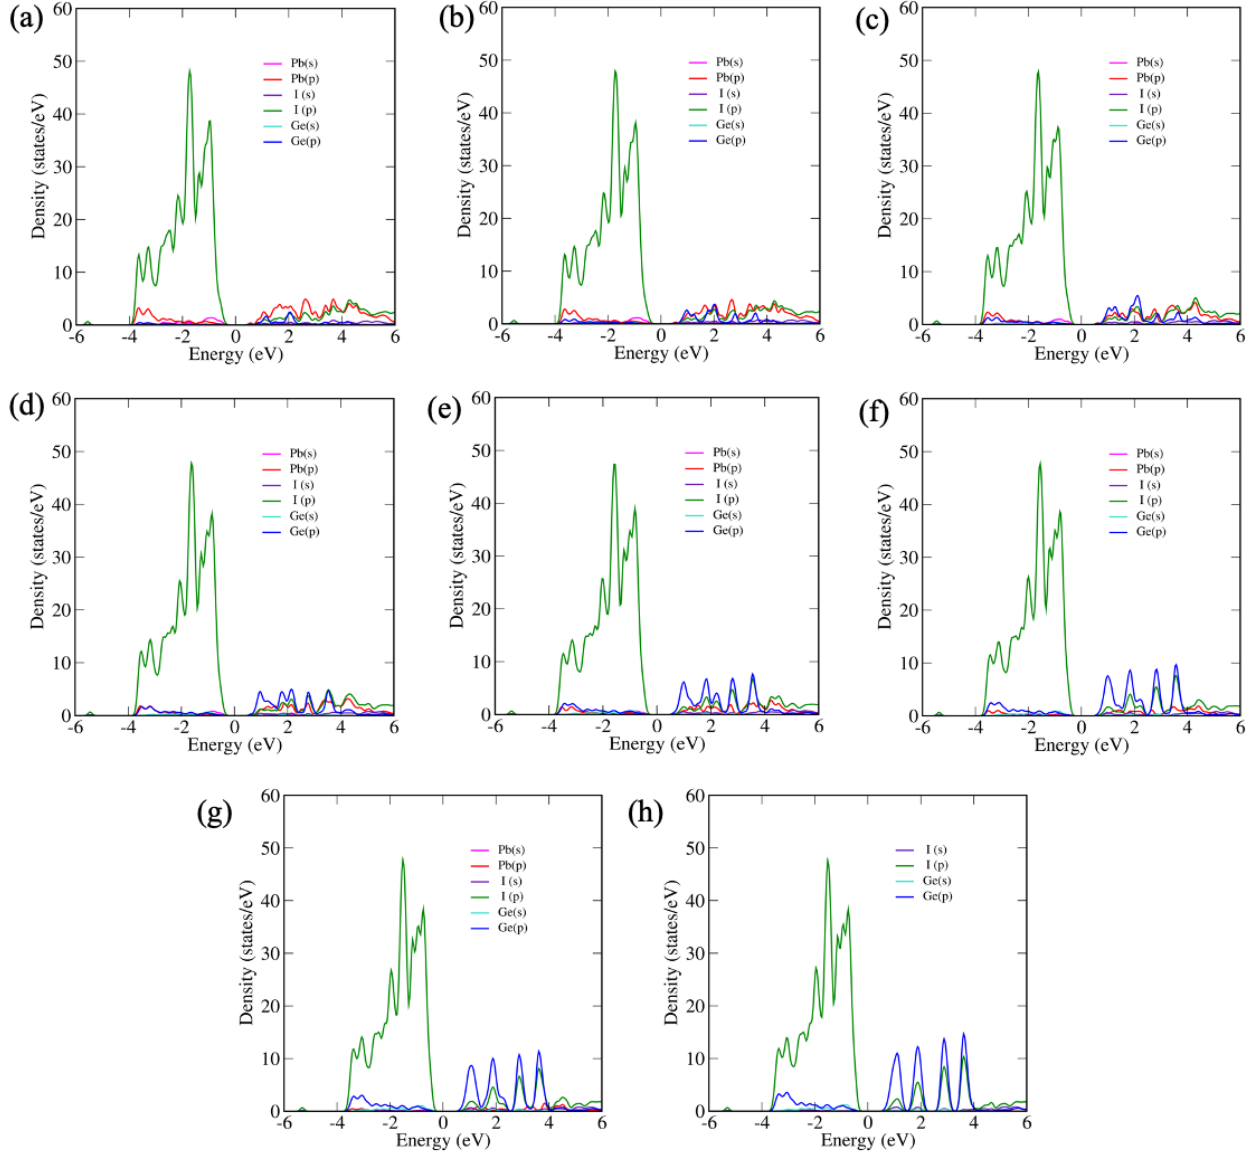 (a)
60
50
40
30
20
10
0
Density (states/eV)
Pb(s)
Pb(p)
I (s)
I (p)
Ge(s)
Ge(p)
-6 -4 -2 0 2 4 6
Energy (eV)
(b)
60
50
40
30
20
10
0
Density (states/eV)
Pb(s)
Pb(p)
I (s)
I (p)
Ge(s)
Ge(p)
-6 -4 -2 0 2 4 6
Energy (eV)
(c)
60
50
40
30
20
10
0
Density (states/eV)
Pb(s)
Pb(p)
I (s)
I (p)
Ge(s)
Ge(p)
-6 -4 -2 0 2 4 6
Energy (eV)
(d)
60
50
40
30
20
10
0
Density (states/eV)
Pb(s)
Pb(p)
I (s)
I (p)
Ge(s)
Ge(p)
-6 -4 -2 0 2 4 6
Energy (eV)
(e)
60
50
40
30
20
10
0
Density (states/eV)
Pb(s)
Pb(p)
I (s)
I (p)
Ge(s)
Ge(p)
-6 -4 -2 0 2 4 6
Energy (eV)
(f)
60
50
40
30
20
10
0
Density (states/eV)
Pb(s)
Pb(p)
I (s)
I (p)
Ge(s)
Ge(p)
-6 -4 -2 0 2 4 6
Energy (eV)
(g)
60
50
40
30
20
10
0
Density (states/eV)
Pb(s)
Pb(p)
I (s)
I (p)
Ge(s)
Ge(p)
-6 -4 -2 0 2 4 6
Energy (eV)
(h)
60
50
40
30
20
10
0
Density (states/eV)
I (s)
I (p)
Ge(s)
Ge(p)
-6 -4 -2 0 2 4 6
Energy (eV)